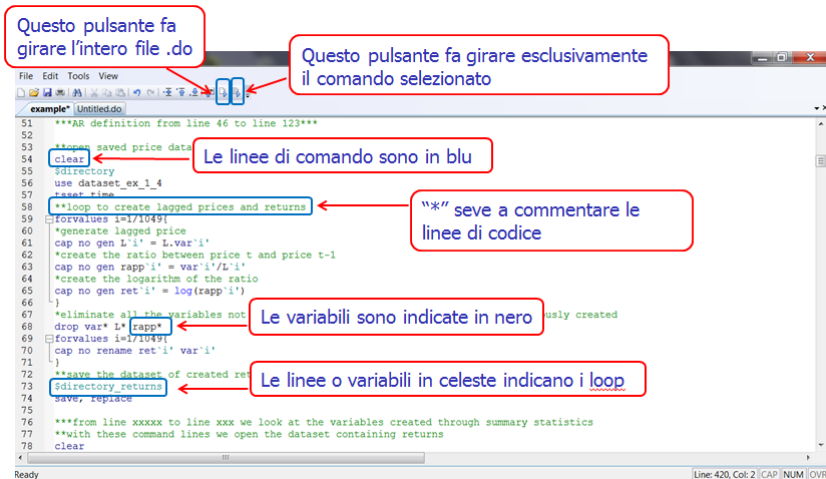 Questo pulsante fa
girare l'intero file .do
Questo pulsante fa girare esclusivamente
il comando selezionato
File Edit Tools View
example* Untitled.do
51 ***AR definition from line 46 to line 123***
52
53 **open saved price data
54 clear
Le linee di comando sono in blu
55 $directory
56 use dataset_ex_1_4
57 tsset time
58 **loop to create lagged prices and returns
"*" seve a commentare le
linee di codice
59 forvalues i=1/1049{
60 *generate lagged price
61 cap no gen L`i' = L.var`i'
62 *create the ratio between price t and price t-1
63 cap no gen rapp`i' = var`i'/L`i'
64 *create the logarithm of the ratio
65 cap no gen ret`i' = log(rapp`i')
66 }
67 *eliminate all the variables not ously created
Le variabili sono indicate in nero
68 drop var* L* rapp*
69 forvalues i=1/1049{
70 cap no rename ret`i' var`i'
71 }
72 **save the dataset of created ret
Le linee o variabili in celeste indicano i loop
73 $directory_returns
74 save, replace
75
76 ***from line xxxxx to line xxx we look at the variables created through summary statistics
77 **with these command lines we open the dataset containing returns
78 clear
Ready Line: 420, Col: 2 CAP NUM OVR